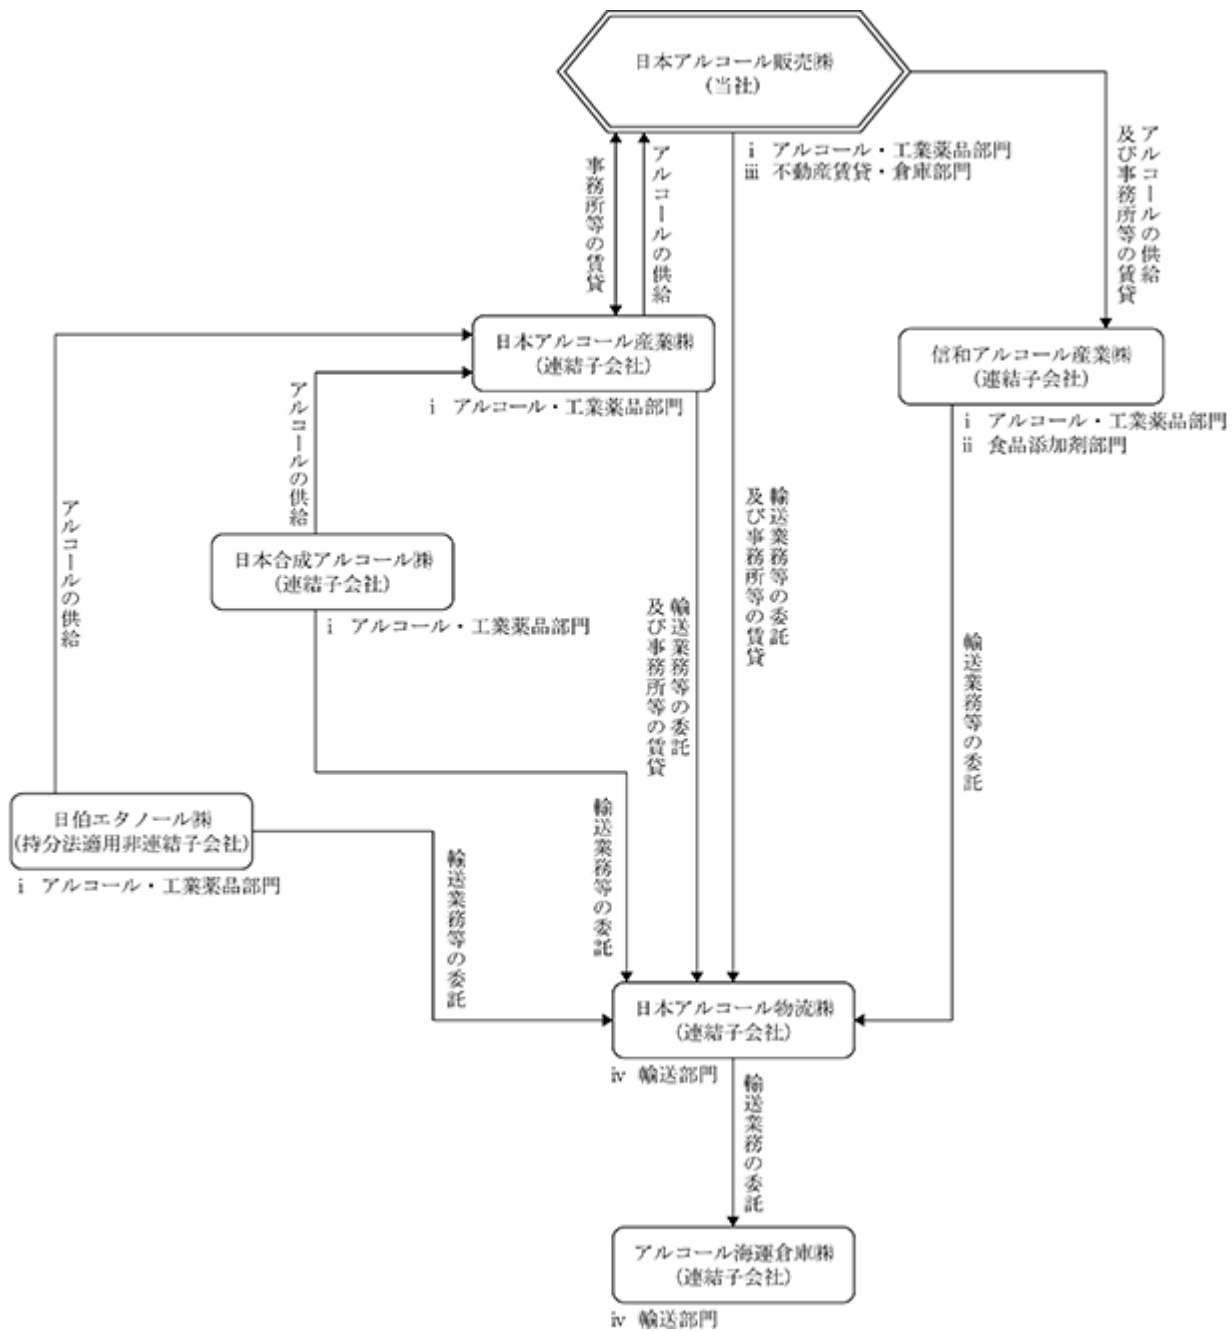 日本アルコール販売㈱
(当社)
ⅰ アルコール・工業薬品部門
ⅲ 不動産賃貸・倉庫部門
事務所等の賃貸
アルコールの供給
アルコールの供給
及び事務所等の賃貸
日本アルコール産業㈱
(連結子会社)
ⅰ アルコール・工業薬品部門
信和アルコール産業㈱
(連結子会社)
ⅰ アルコール・工業薬品部門
ⅱ 食品添加剤部門
アルコールの供給
アルコールの供給
日本合成アルコール㈱
(連結子会社)
ⅰ アルコール・工業薬品部門
輸送業務等の委託
及び事務所等の賃貸
輸送業務等の委託
及び事務所等の賃貸
輸送業務等の委託
日伯エタノール㈱
(持分法適用非連結子会社)
ⅰ アルコール・工業薬品部門
輸送業務等の委託
輸送業務等の委託
日本アルコール物流㈱
(連結子会社)
ⅳ 輸送部門
輸送業務の委託
アルコール海運倉庫㈱
(連結子会社)
ⅳ 輸送部門